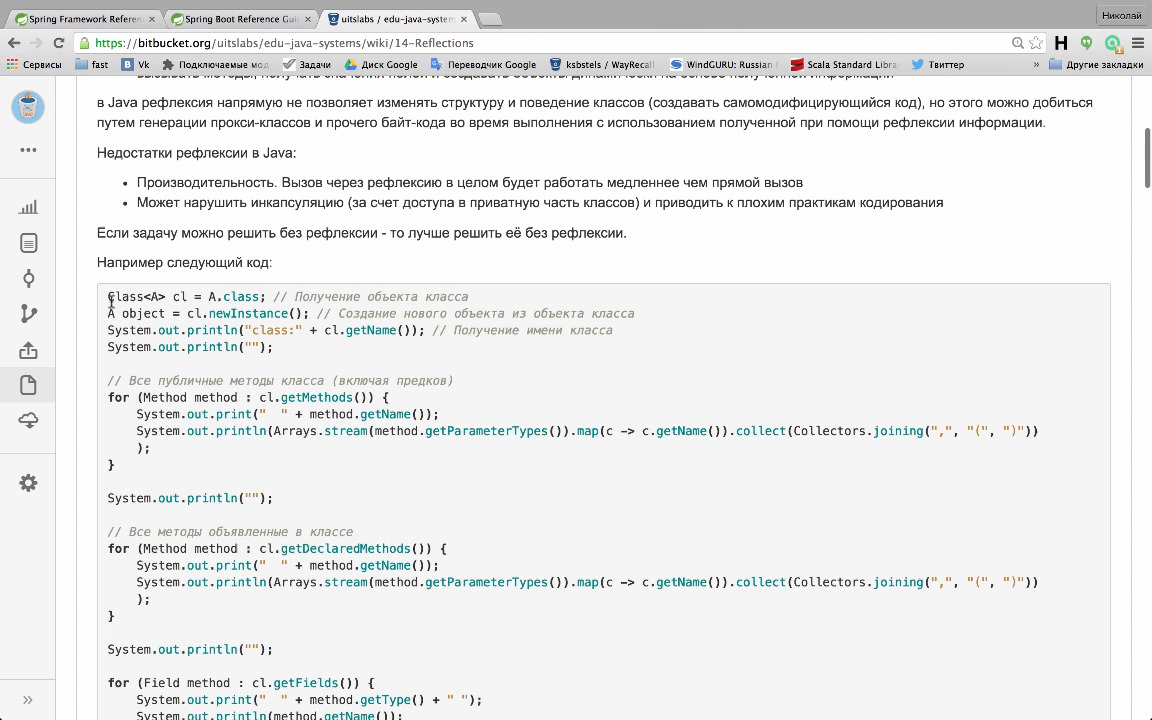 Spring Framework Referen
Spring Boot Reference Gui
uitslabs / edu-java-system
Николай
https://bitbucket.org/uitslabs/edu-java-systems/wiki/14-Reflections
Сервисы
fast
Vk
Подключаемые мод
Задачи
Диск Google
Переводчик Google
ksbstels / WayRecall
WindGURU: Russian
Scala Standard Libra
Твиттер
»
Другие закладки
в Java рефлексия напрямую не позволяет изменять структуру и поведение классов (создавать самомодифицирующийся код), но этого можно добиться
путем генерации прокси-классов и прочего байт-кода во время выполнения с использованием полученной при помощи рефлексии информации.
Недостатки рефлексии в Java:
• Производительность. Вызов через рефлексию в целом будет работать медленнее чем прямой вызов
• Может нарушить инкапсуляцию (за счет доступа в приватную часть классов) и приводить к плохим практикам кодирования
Если задачу можно решить без рефлексии - то лучше решить её без рефлексии.
Например следующий код:
Class<A> cl = A.class; // Получение объекта класса
A object = cl.newInstance(); // Создание нового объекта из объекта класса
System.out.println("class:" + cl.getName()); // Получение имени класса
System.out.println("");
// Все публичные методы класса (включая предков)
for (Method method : cl.getMethods()) {
System.out.print("  " + method.getName());
System.out.println(Arrays.stream(method.getParameterTypes()).map(c -> c.getName()).collect(Collectors.joining(",", "(", ")"))
);
}
System.out.println("");
// Все методы объявленные в классе
for (Method method : cl.getDeclaredMethods()) {
System.out.print("  " + method.getName());
System.out.println(Arrays.stream(method.getParameterTypes()).map(c -> c.getName()).collect(Collectors.joining(",", "(", ")"))
);
}
System.out.println("");
for (Field method : cl.getFields()) {
System.out.print("  " + method.getType() + " ");
System.out.println(method.getName());